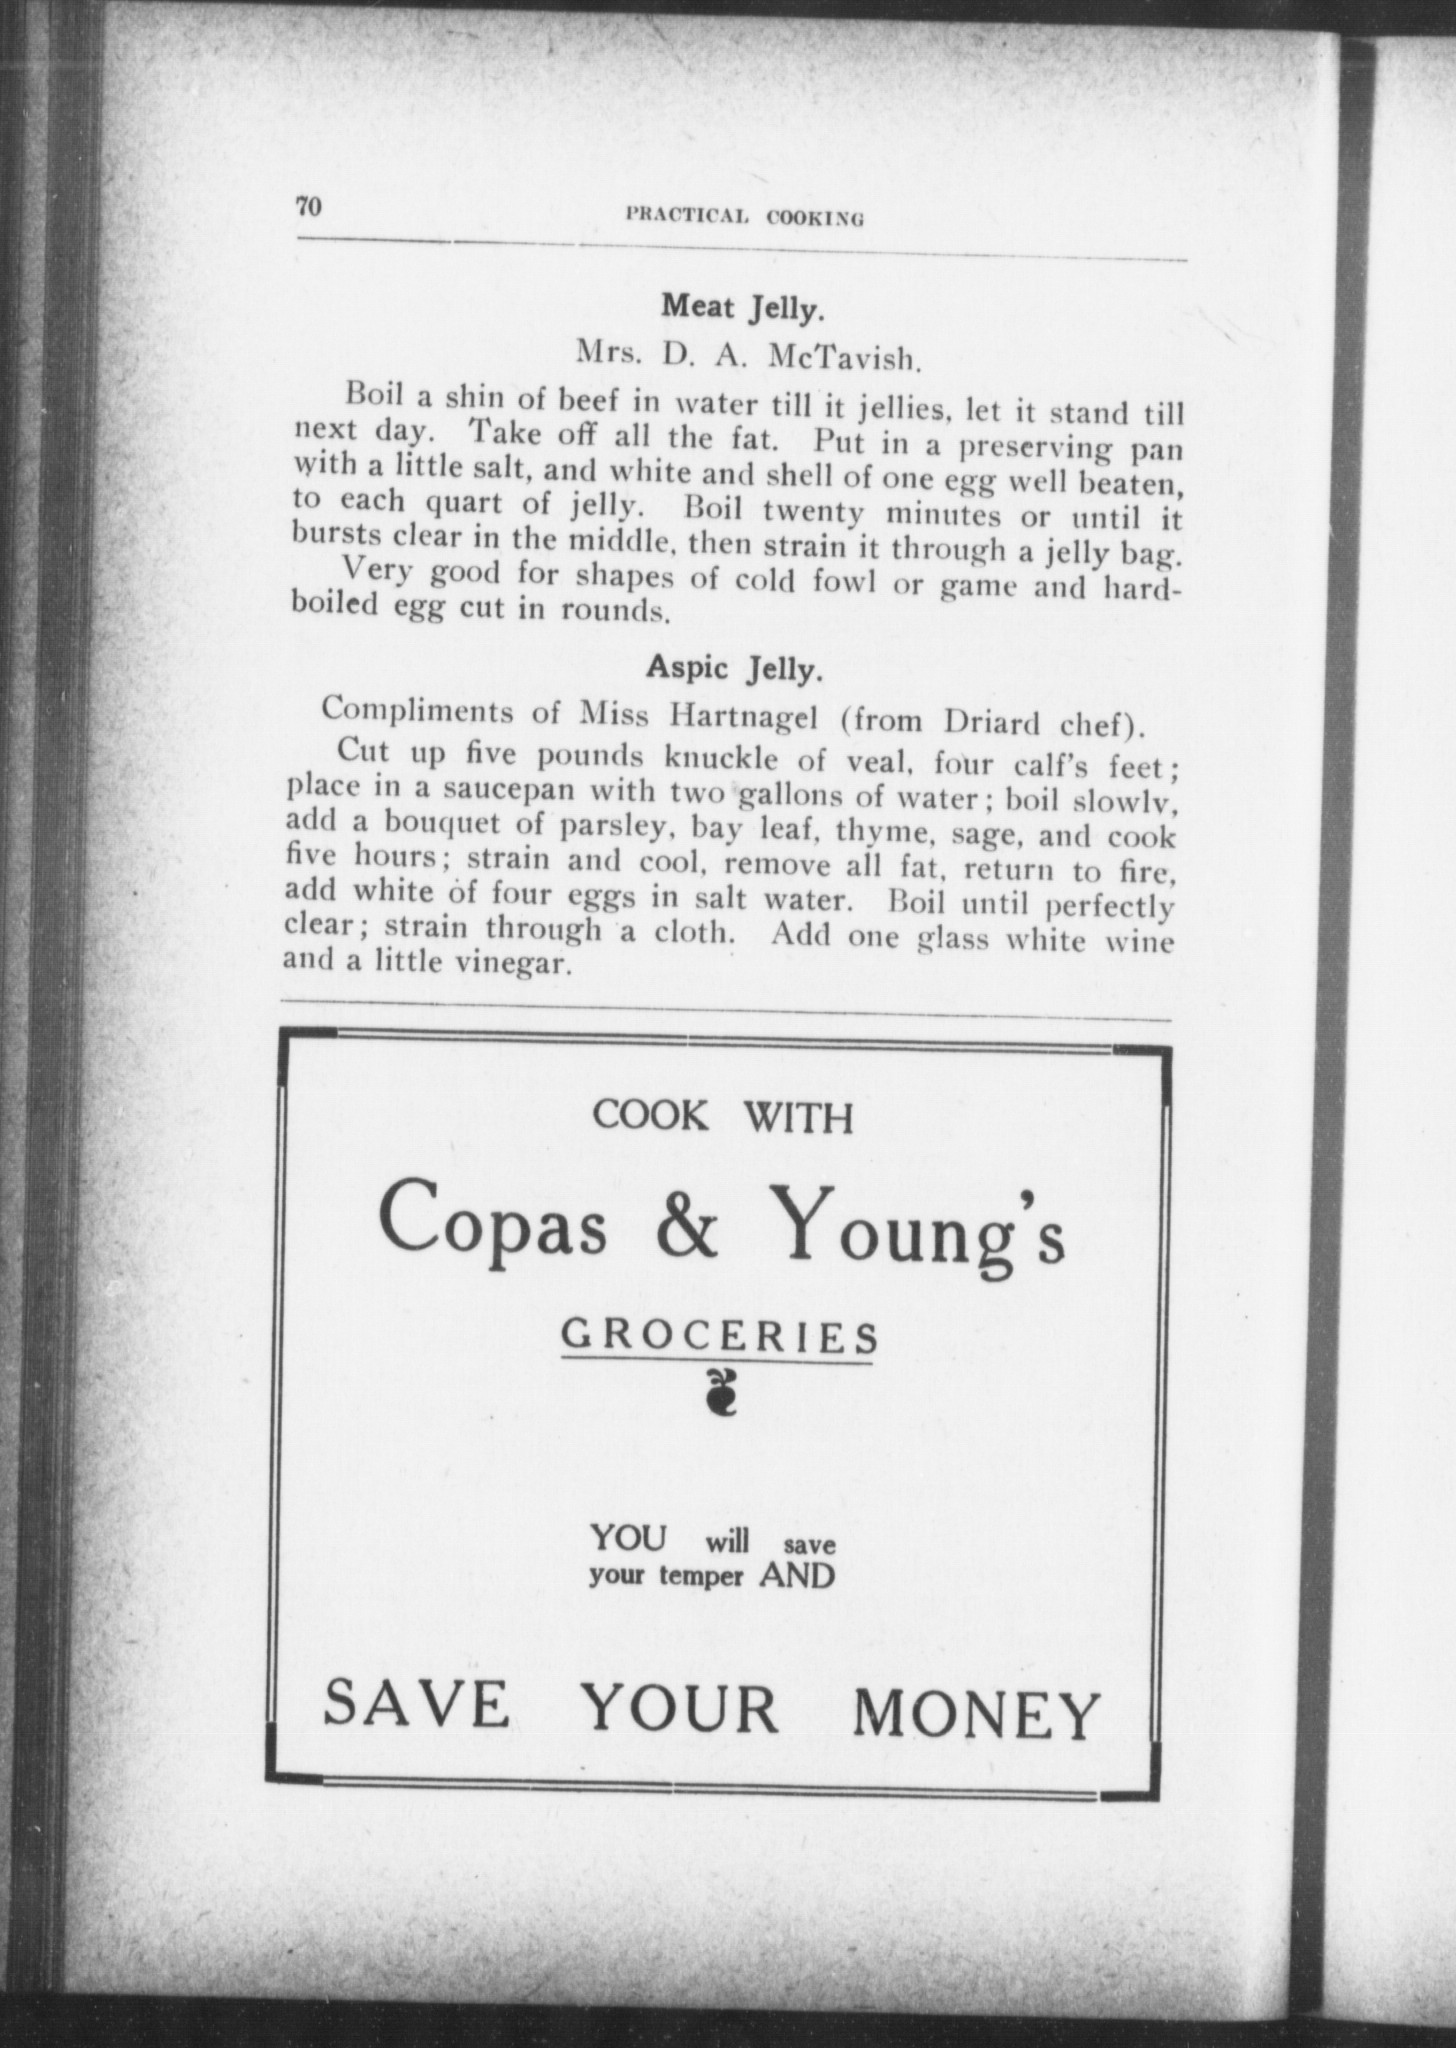 70
PRACTICAL COOKING
Meat Jelly.
Mrs. D. A. McTavish.
Boil a shin of beef in water till it jellies, let it stand till
next day. Take off all the fat. Put in a preserving pan
with a little salt, and white and shell of one egg well beaten,
to each quart of jelly. Boil twenty minutes or until it
bursts clear in the middle, then strain it through a jelly bag.
Very good for shapes of cold fowl or game and hard-
boiled egg cut in rounds.
Aspic Jelly.
Compliments of Miss Hartnagel (from Driard chef).
Cut up five pounds knuckle of veal, four calf's feet;
place in a saucepan with two gallons of water; boil slowly,
add a bouquet of parsley, bay leaf, thyme, sage, and cook
five hours; strain and cool, remove all fat, return to fire,
add white of four eggs in salt water. Boil until perfectly
clear; strain through a cloth. Add one glass white wine
and a little vinegar.
COOK WITH
Copas & Young's
GROCERIES
YOU will save
your temper AND
SAVE YOUR MONEY